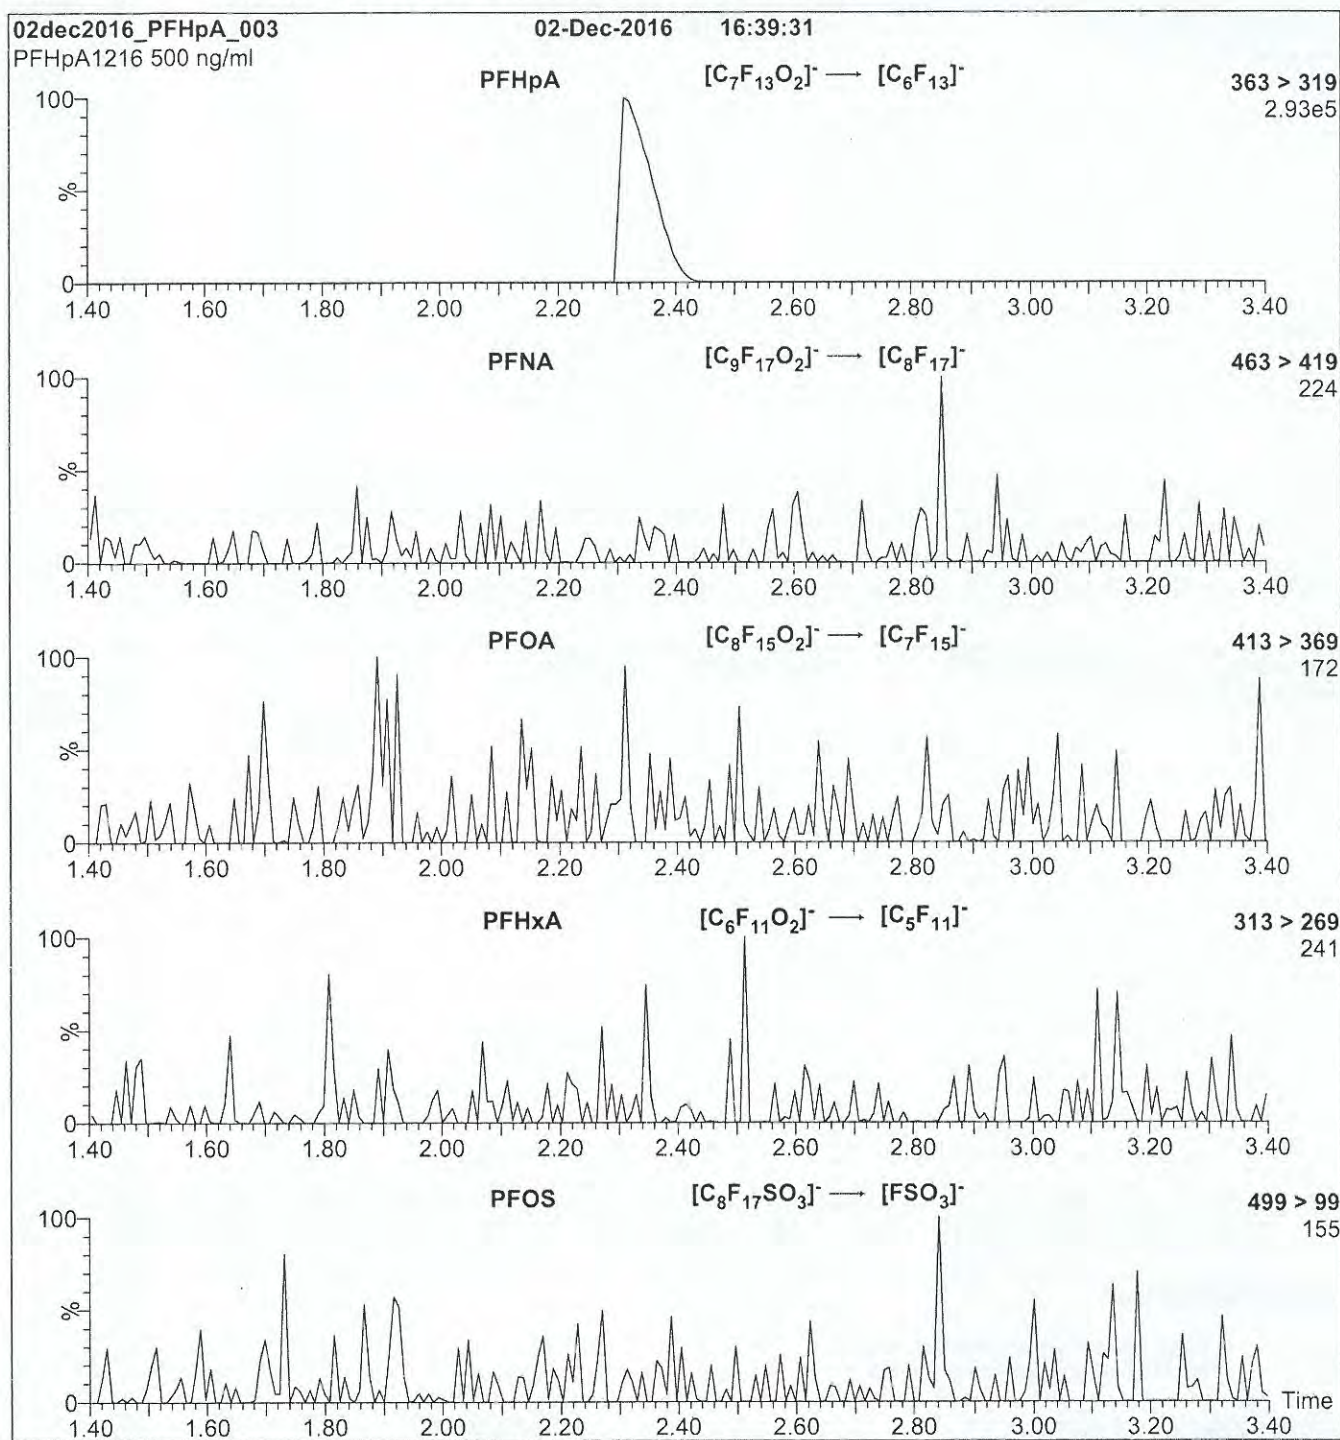 02dec2016_PFHpA_003 02-Dec-2016 16:39:31
PFHpA1216 500 ng/ml
PFHpA [C₇F₁₃O₂]⁻ ⟶ [C₆F₁₃]⁻ 363 > 319
2.93e5
100
%
0
1.40 1.60 1.80 2.00 2.20 2.40 2.60 2.80 3.00 3.20 3.40
PFNA [C₉F₁₇O₂]⁻ ⟶ [C₈F₁₇]⁻ 463 > 419
224
100
%
0
1.40 1.60 1.80 2.00 2.20 2.40 2.60 2.80 3.00 3.20 3.40
PFOA [C₈F₁₅O₂]⁻ ⟶ [C₇F₁₅]⁻ 413 > 369
172
100
%
0
1.40 1.60 1.80 2.00 2.20 2.40 2.60 2.80 3.00 3.20 3.40
PFHxA [C₆F₁₁O₂]⁻ ⟶ [C₅F₁₁]⁻ 313 > 269
241
100
%
0
1.40 1.60 1.80 2.00 2.20 2.40 2.60 2.80 3.00 3.20 3.40
PFOS [C₈F₁₇SO₃]⁻ ⟶ [FSO₃]⁻ 499 > 99
155
100
%
0
Time
1.40 1.60 1.80 2.00 2.20 2.40 2.60 2.80 3.00 3.20 3.40